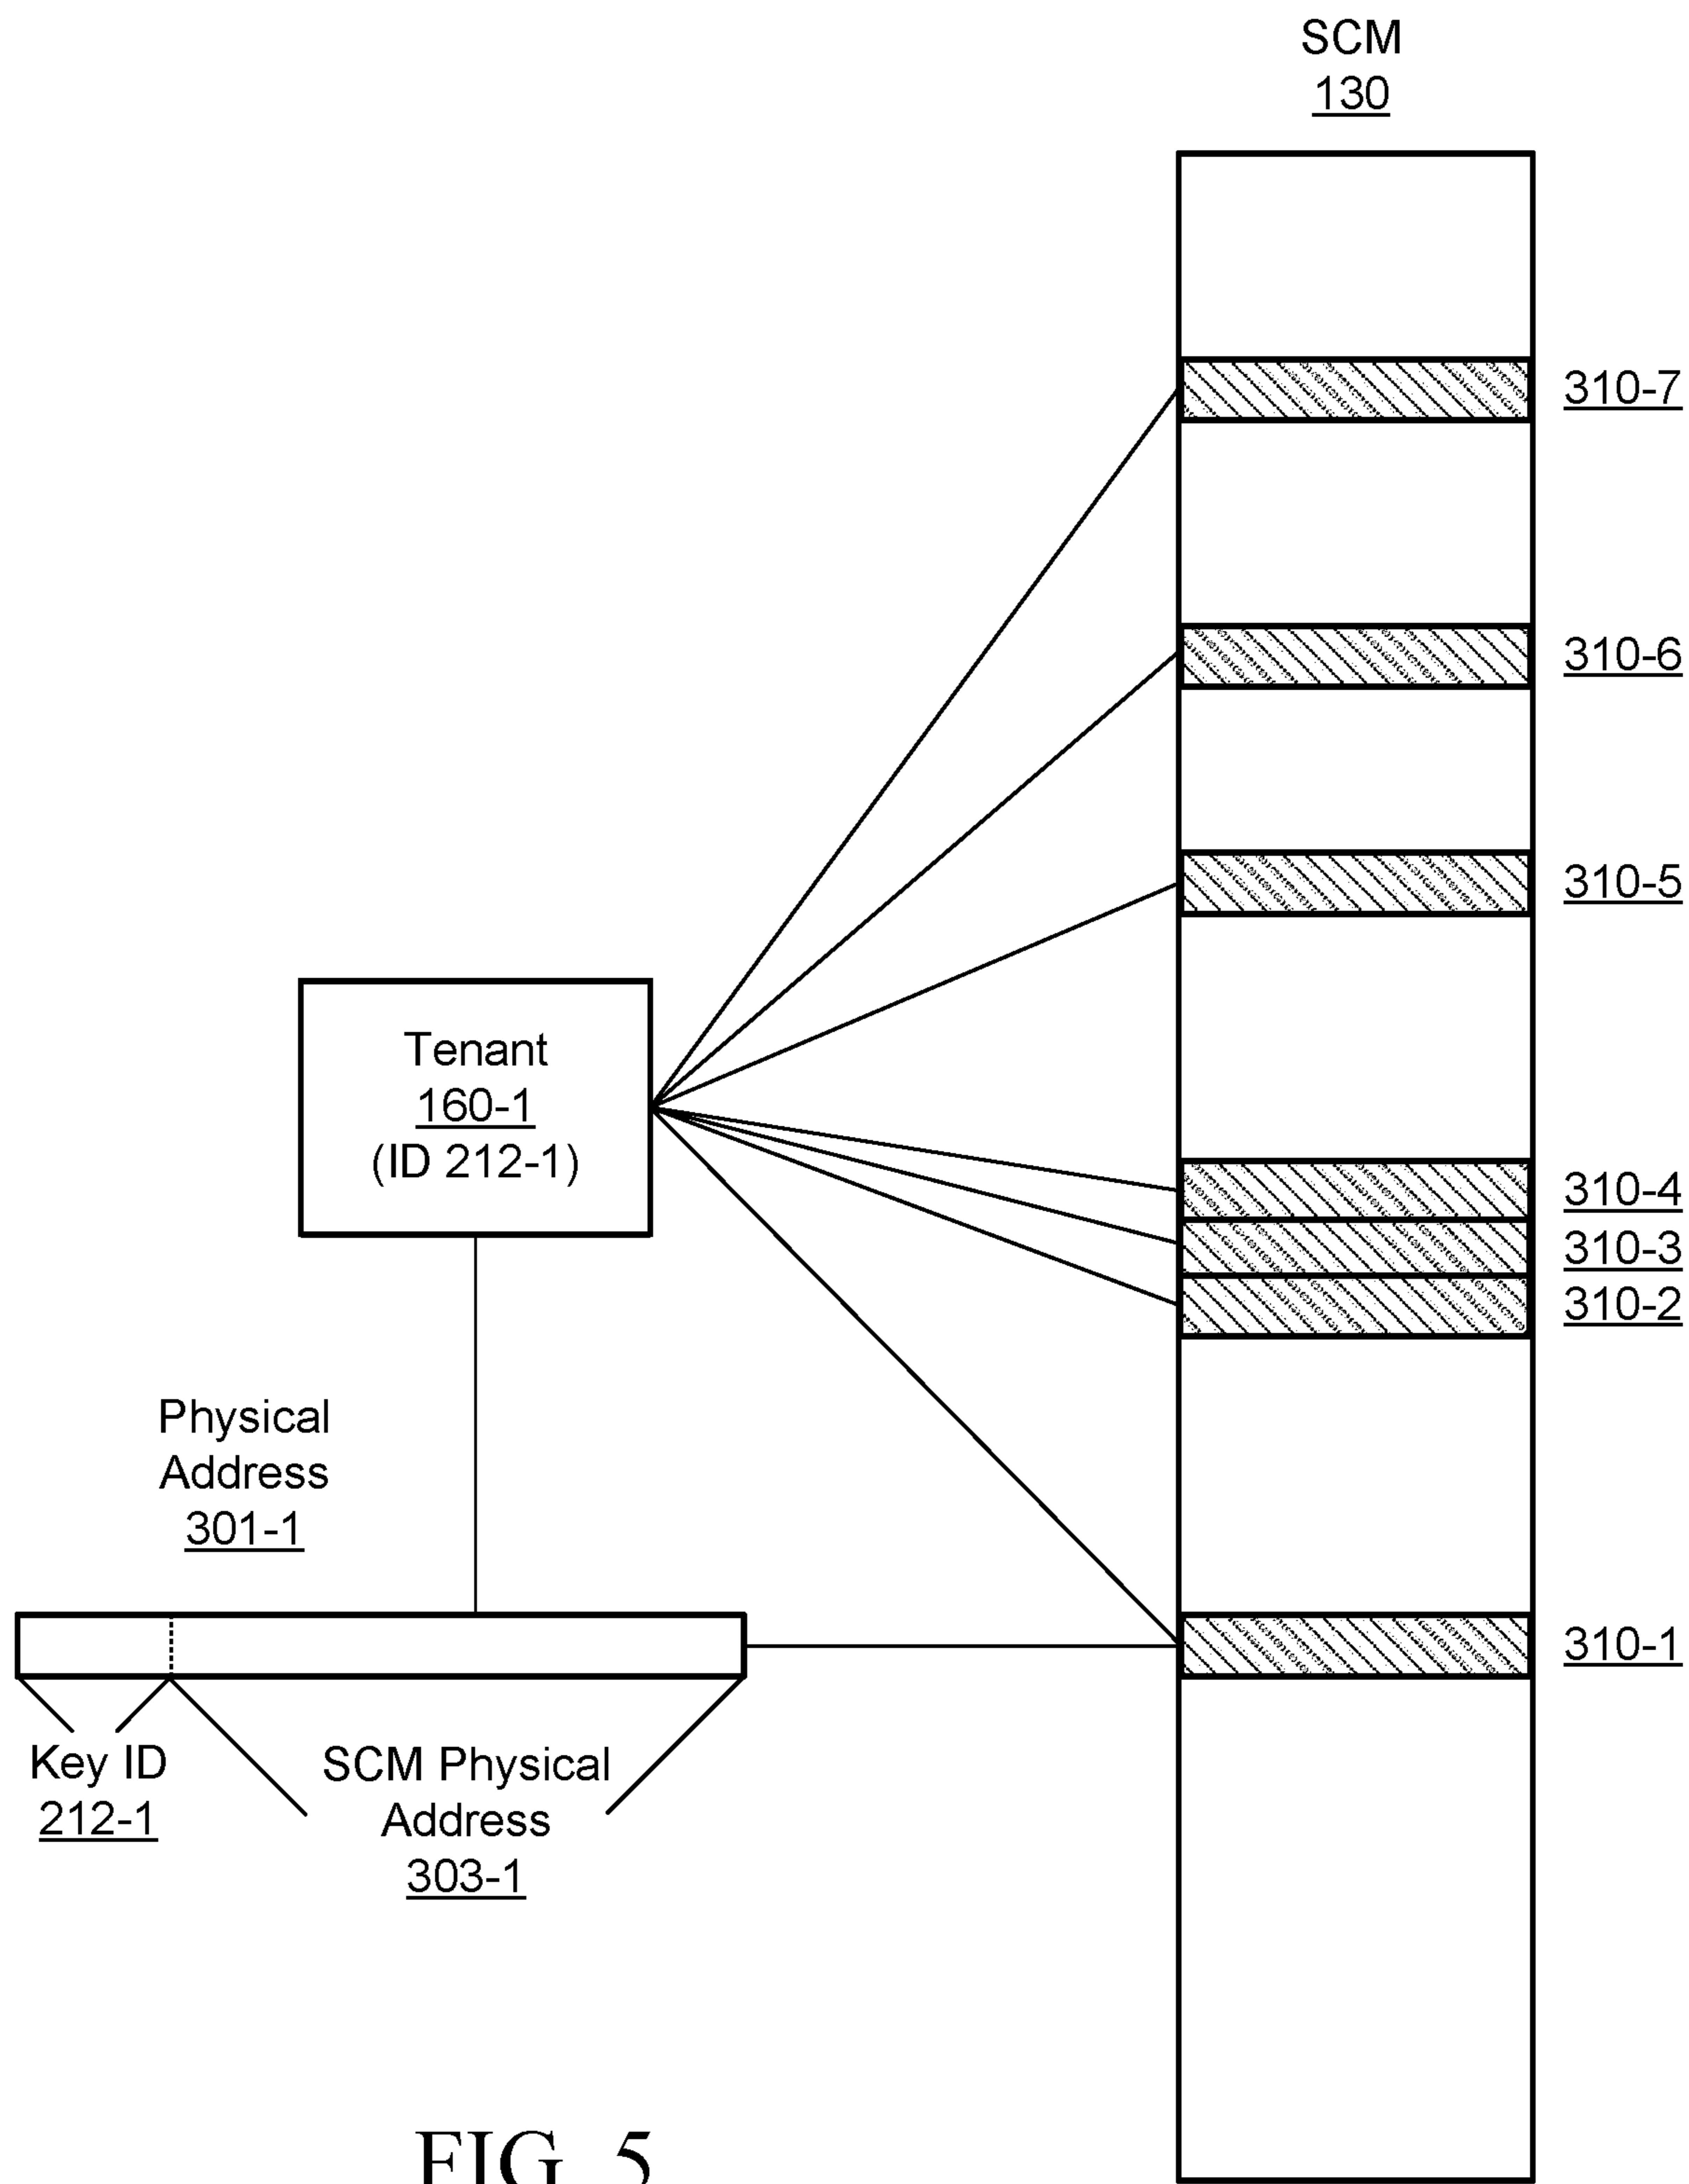 SCM
130
310-7
310-6
310-5
Tenant
160-1
(ID 212-1)
310-4
310-3
310-2
Physical
Address
301-1
310-1
Key ID
212-1
SCM Physical
Address
303-1
FIG. 5